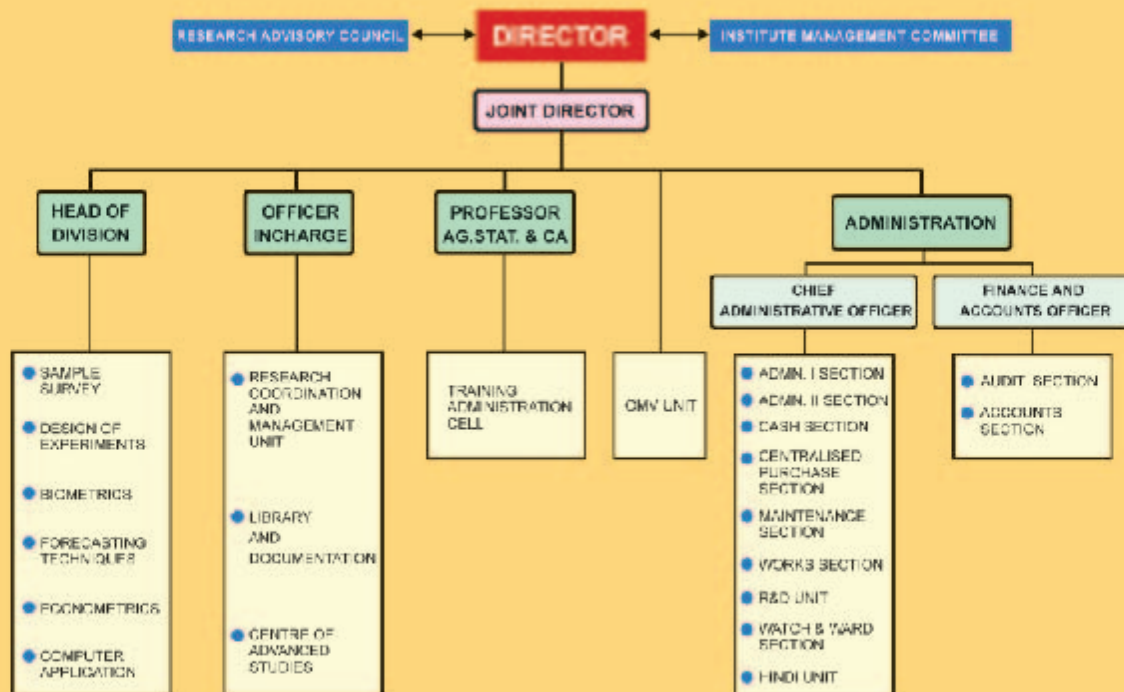 RESEARCH ADVISORY COUNCIL
DIRECTOR
INSTITUTE MANAGEMENT COMMITTEE
JOINT DIRECTOR
HEAD OF
DIVISION
OFFICER
INCHARGE
PROFESSOR
AG.STAT. & CA
ADMINISTRATION
CHIEF
ADMINISTRATIVE OFFICER
FINANCE AND
ACCOUNTS OFFICER
SAMPLE
SURVEY
DESIGN OF
EXPERIMENTS
BIOMETRICS
FORECASTING
TECHNIQUES
ECONOMETRICS
COMPUTER
APPLICATION
RESEARCH
COORDINATION
AND
MANAGEMENT
UNIT
LIBRARY
AND
DOCUMENTATION
CENTRE OF
ADVANCED
STUDIES
TRAINING
ADMINISTRATION
CELL
CMV UNIT
ADMN. I SECTION
ADMN. II SECTION
CASH SECTION
CENTRALISED
PURCHASE
SECTION
MAINTENANCE
SECTION
WORKS SECTION
R&D UNIT
WATCH & WARD
SECTION
HINDI UNIT
AUDIT SECTION
ACCOUNTS
SECTION